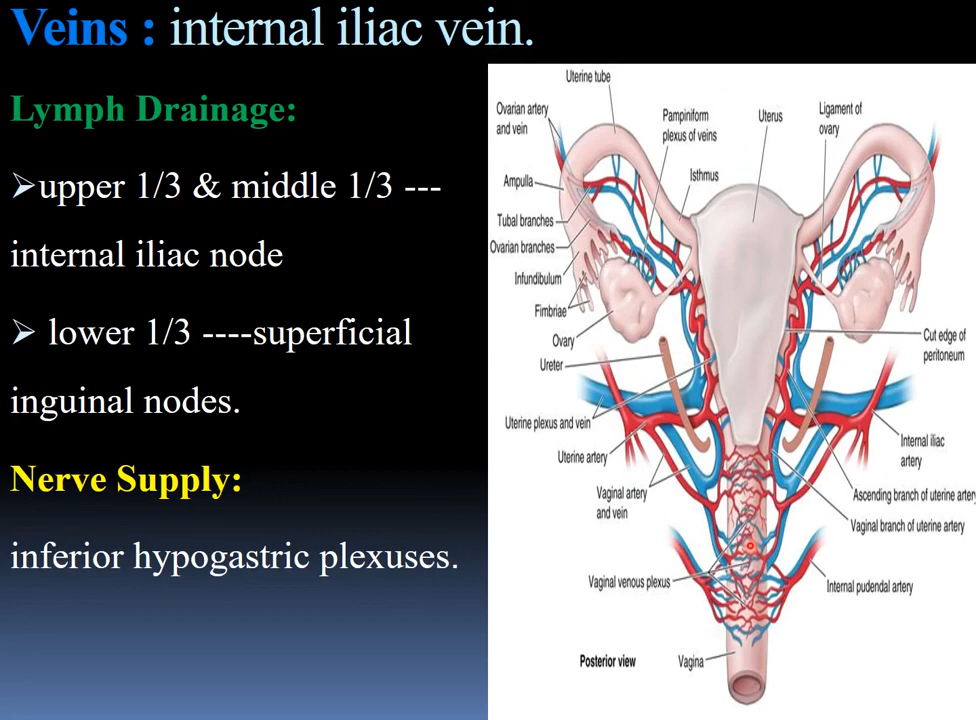 Veins : internal iliac vein.
Lymph Drainage:
➢upper 1/3 & middle 1/3 ---
internal iliac node
➢ lower 1/3 ----superficial
inguinal nodes.
Nerve Supply:
inferior hypogastric plexuses.
Uterine tube
Ovarian artery
and vein
Pampiniform
plexus of veins
Uterus
Ligament of
ovary
Ampulla
Isthmus
Tubal branches
Ovarian branches
Infundibulum
Fimbriae
Ovary
Ureter
Cut edge of
peritoneum
Uterine plexus and vein
Uterine artery
Internal iliac
artery
Vaginal artery
and vein
Ascending branch of uterine artery
Vaginal branch of uterine artery
Vaginal venous plexus
Internal pudendal artery
Posterior view
Vagina